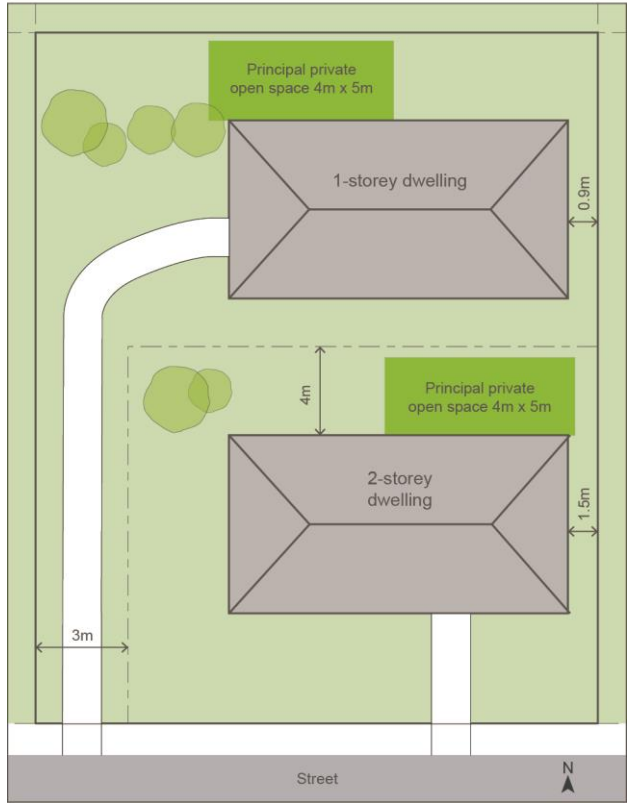 Principal private
open space 4m x 5m
1-storey dwelling
0.9m
4m
Principal private
open space 4m x 5m
2-storey
dwelling
1.5m
3m
Street
N